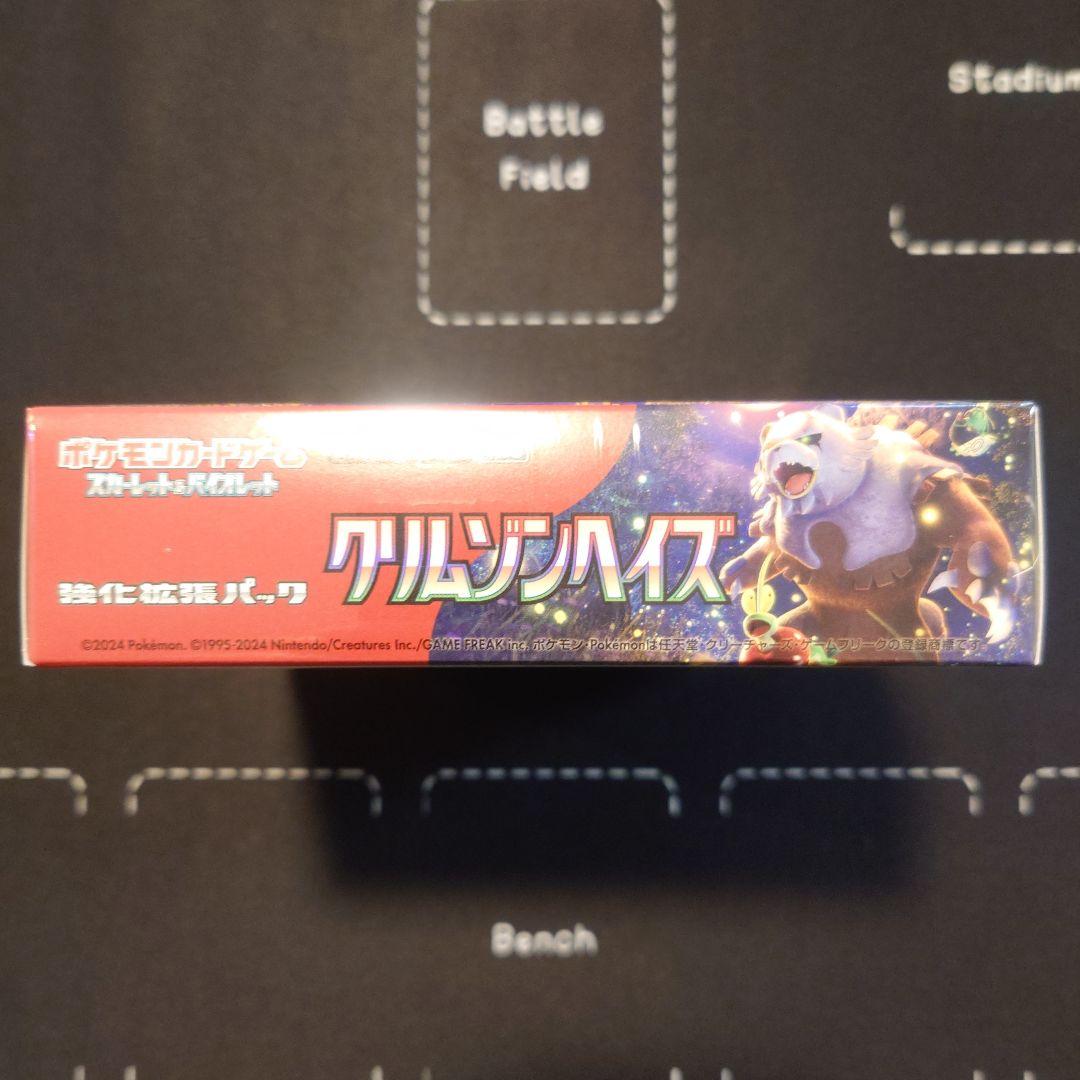 Battle
Field
Stadium
ポケモンカードゲーム
スカーレット&バイオレット
クリムゾンヘイズ
強化拡張パック
©2024 Pokémon. ©1995-2024 Nintendo/Creatures Inc./GAME FREAK inc. ポケモン・Pokémonは任天堂・クリーチャーズ・ゲームフリークの登録商標です。
Bench